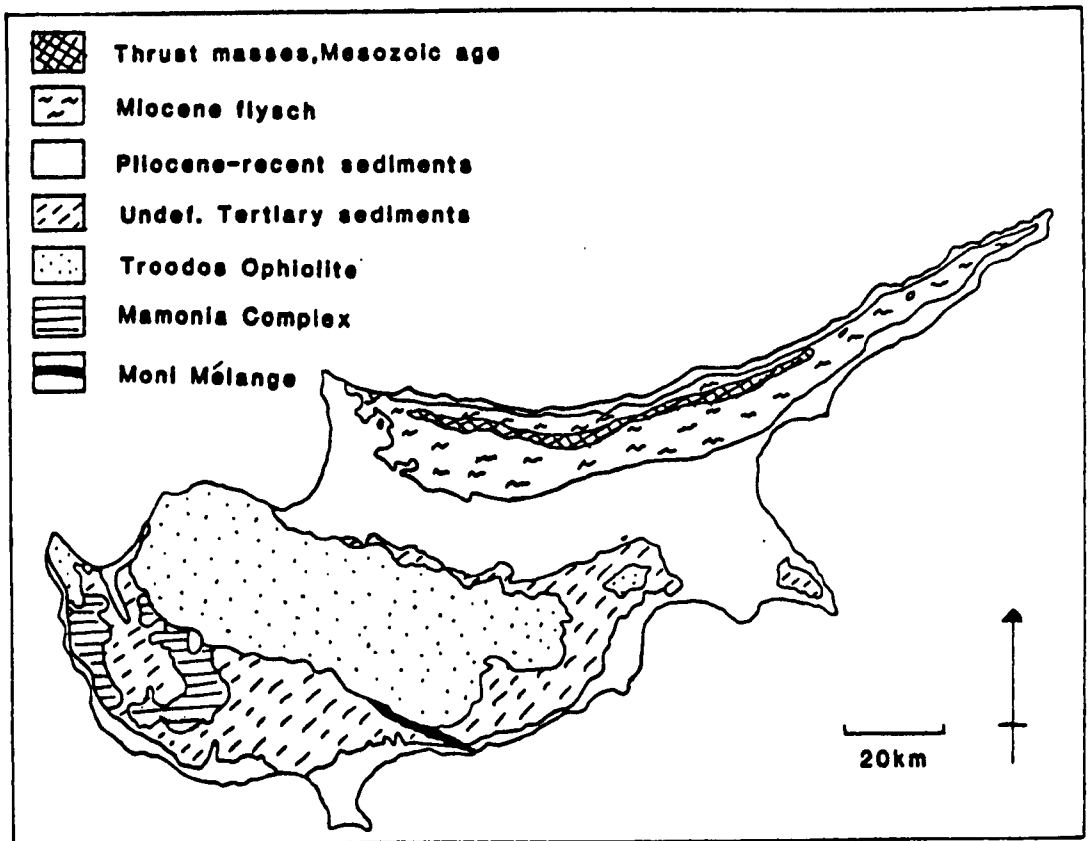 Thrust masses,Mesozoic age
Miocene flysch
Pliocene-recent sediments
Undef. Tertiary sediments
Troodos Ophiolite
Mamonia Complex
Moni Mélange
20km